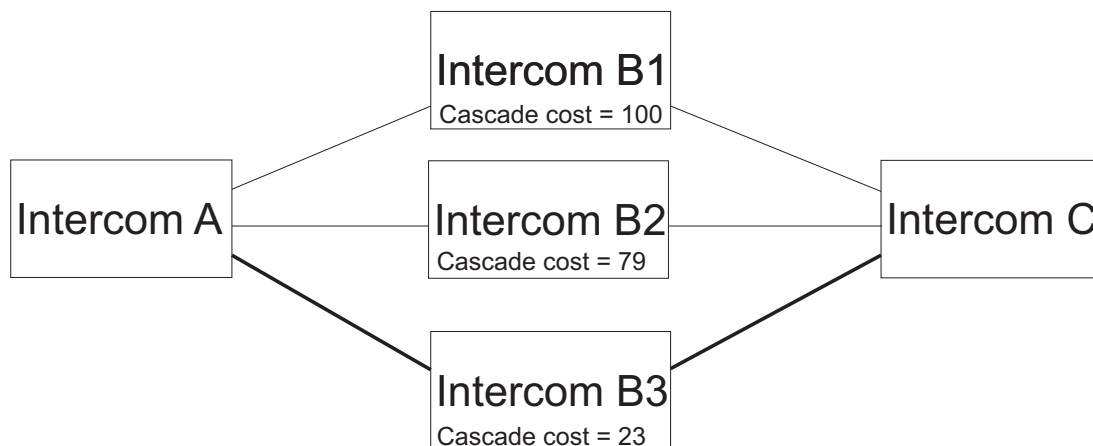 Intercom B1
Cascade cost = 100
Intercom A
Intercom B2
Cascade cost = 79
Intercom C
Intercom B3
Cascade cost = 23